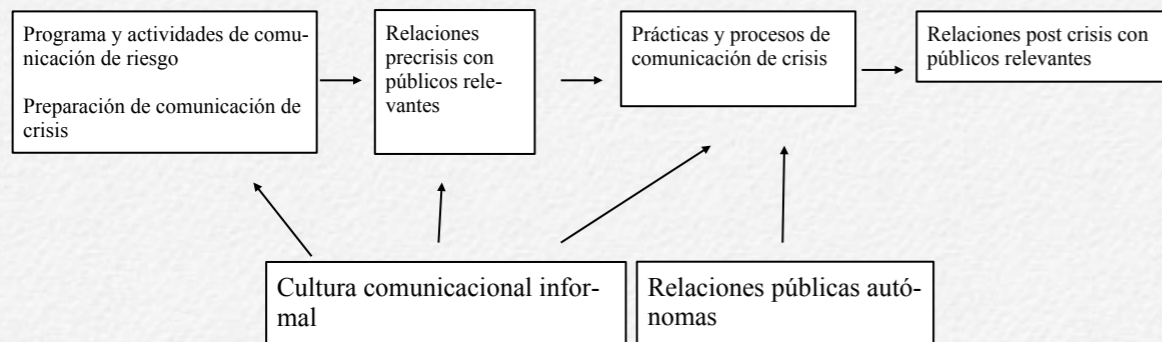 Programa y actividades de comu-
nicación de riesgo
Preparación de comunicación de
crisis
Relaciones
precrisis con
públicos rele-
vantes
Prácticas y procesos de
comunicación de crisis
Relaciones post crisis con
públicos relevantes
Cultura comunicacional infor-
mal
Relaciones públicas autó-
nomas